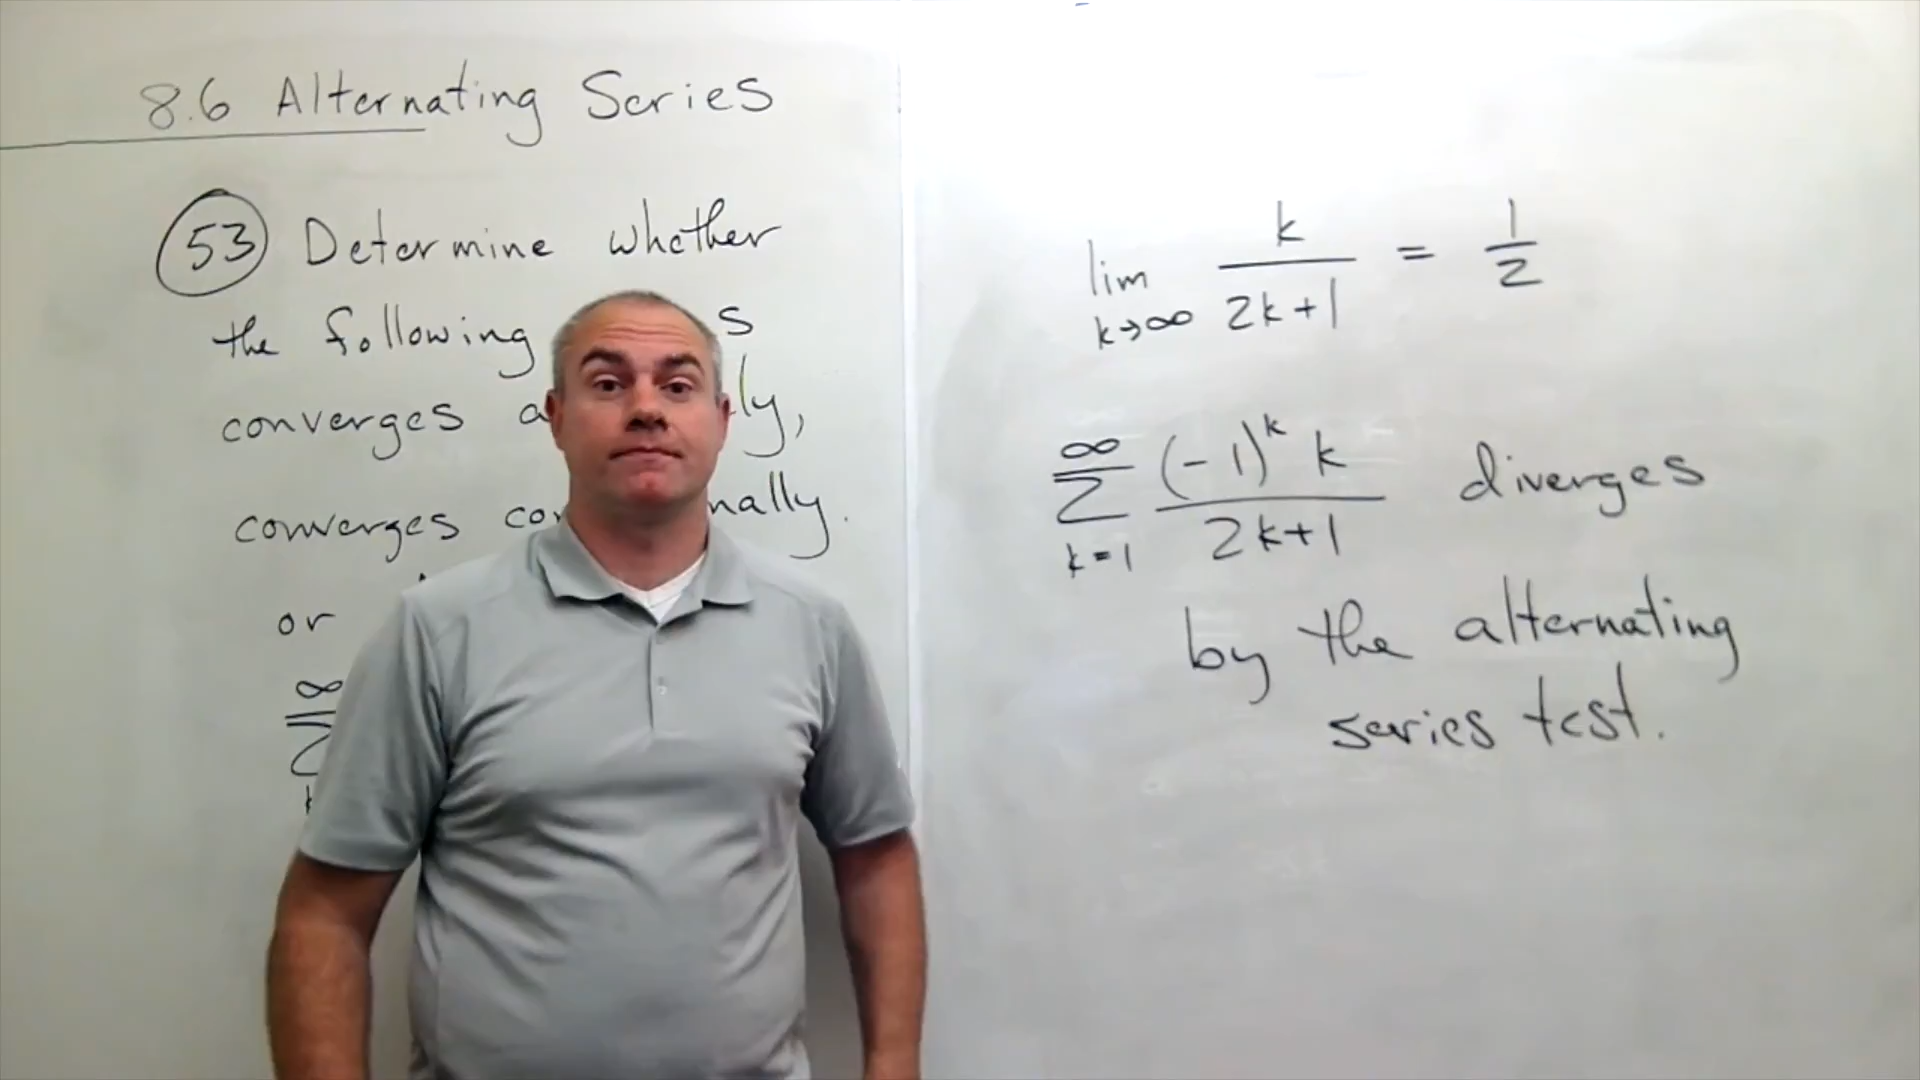 8.6 Alternating Series
53 Determine whether
the following s
converges a ly,
converges co nally.
or
∞
Σ
k
lim k→∞ k/(2k+1) = 1/2
∞
Σ (-1)^k k/(2k+1) diverges
k=1
by the alternating
series test.